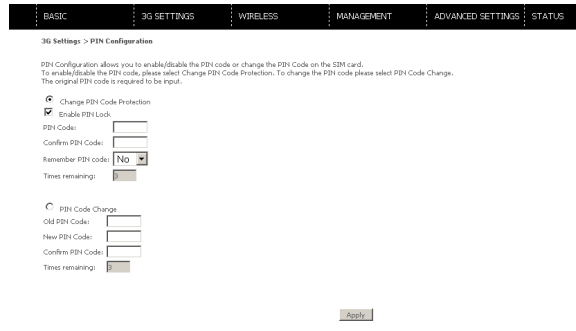 BASIC 3G SETTINGS WIRELESS MANAGEMENT ADVANCED SETTINGS STATUS
3G Settings > PIN Configuration
PIN Configuration allows you to enable/disable the PIN code or change the PIN Code on the SIM card.
To enable/disable the PIN code, please select Change PIN Code Protection. To change the PIN code please select PIN Code Change.
The original PIN code is required to be input.
Change PIN Code Protection
Enable PIN Lock
PIN Code:
Confirm PIN Code:
Remember PIN code: No
Times remaining: 3
PIN Code Change
Old PIN Code:
New PIN Code:
Confirm PIN Code:
Times remaining: 3
Apply